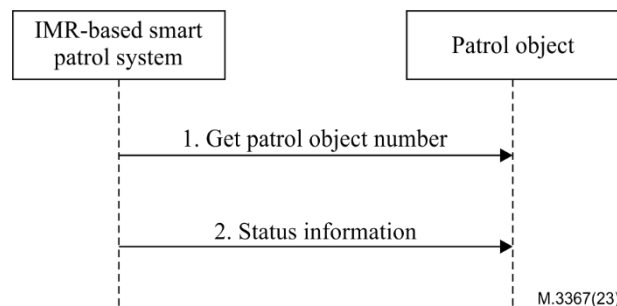 IMR-based smart
patrol system
Patrol object
1. Get patrol object number
2. Status information
M.3367(23)